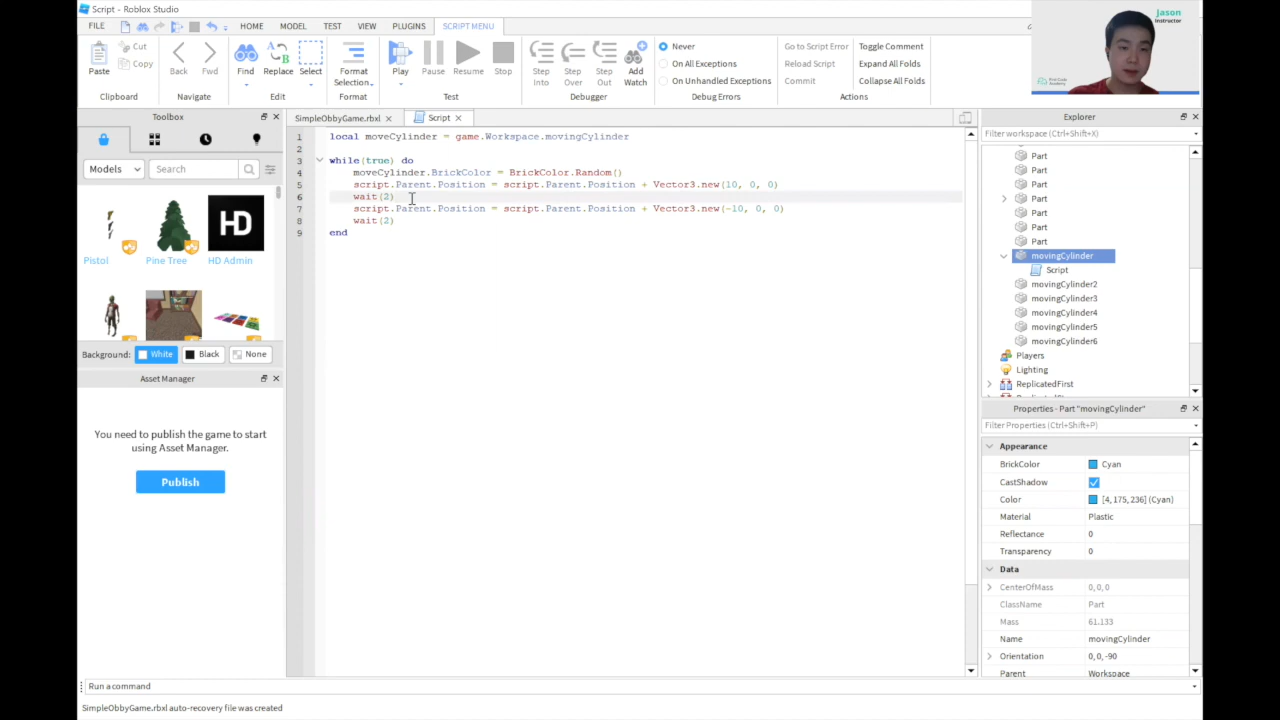 Script - Roblox Studio
FILE HOME MODEL TEST VIEW PLUGINS SCRIPT MENU
Paste
Cut
Copy
Clipboard
Back
Fwd
Navigate
Find
Replace
Select
Edit
Format
Selection
Format
Play
Pause
Resume
Stop
Test
Step Into
Step Over
Step Out
Add Watch
Debugger
Never
On All Exceptions
On Unhandled Exceptions
Debug Errors
Go to Script Error
Reload Script
Commit
Toggle Comment
Expand All Folds
Collapse All Folds
Actions
Jason
Instructor
Toolbox
Models
Search
HD
Pistol
Pine Tree
HD Admin
Background: White Black None
Asset Manager
You need to publish the game to start
using Asset Manager.
Publish
SimpleObbyGame.rbxl
Script
1 local moveCylinder = game.Workspace.movingCylinder
2
3 while(true) do
4 moveCylinder.BrickColor = BrickColor.Random()
5 script.Parent.Position = script.Parent.Position + Vector3.new(10, 0, 0)
6 wait(2)
7 script.Parent.Position = script.Parent.Position + Vector3.new(-10, 0, 0)
8 wait(2)
9 end
Explorer
Filter workspace (Ctrl+Shift+X)
Part
Part
Part
Part
Part
Part
Part
movingCylinder
Script
movingCylinder2
movingCylinder3
movingCylinder4
movingCylinder5
movingCylinder6
Players
Lighting
ReplicatedFirst
Properties - Part "movingCylinder"
Filter Properties (Ctrl+Shift+P)
Appearance
BrickColor Cyan
CastShadow
Color [4, 175, 236] (Cyan)
Material Plastic
Reflectance 0
Transparency 0
Data
CenterOfMass 0, 0, 0
ClassName Part
Mass 61.133
Name movingCylinder
Orientation 0, 0, -90
Parent Workspace
Run a command
SimpleObbyGame.rbxl auto-recovery file was created